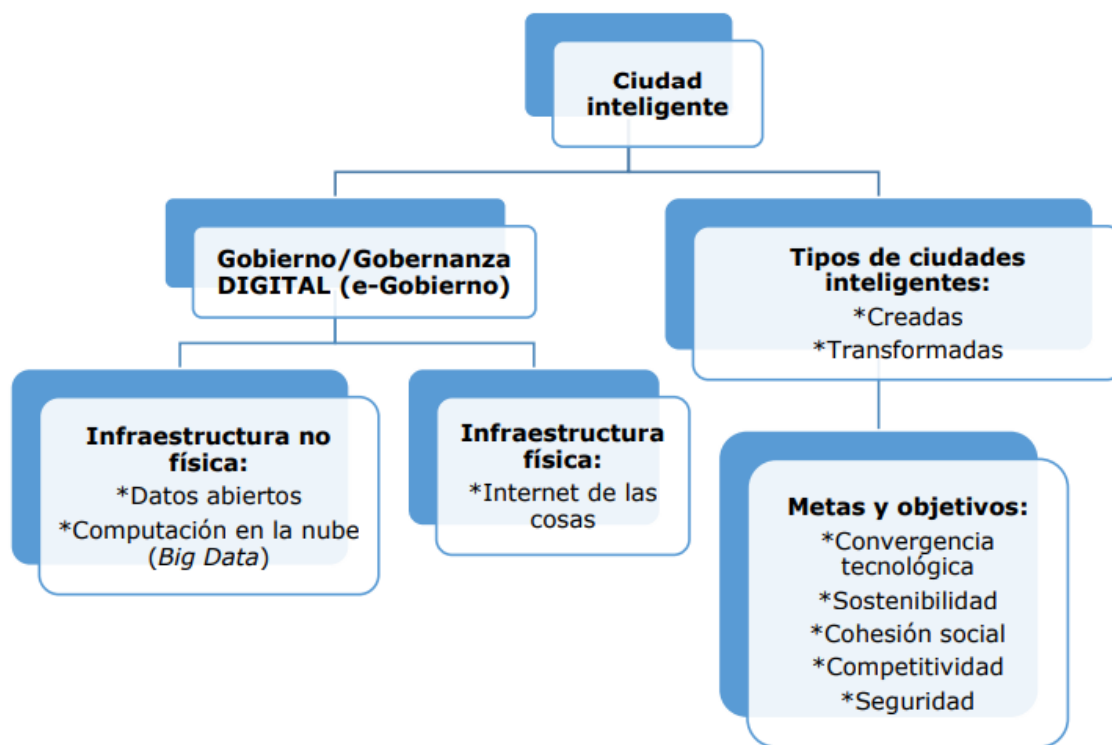 Ciudad
inteligente
Gobierno/Gobernanza
DIGITAL (e-Gobierno)
Tipos de ciudades
inteligentes:
*Creadas
*Transformadas
Infraestructura no
física:
*Datos abiertos
*Computación en la nube
(Big Data)
Infraestructura
física:
*Internet de las
cosas
Metas y objetivos:
*Convergencia
tecnológica
*Sostenibilidad
*Cohesión social
*Competitividad
*Seguridad